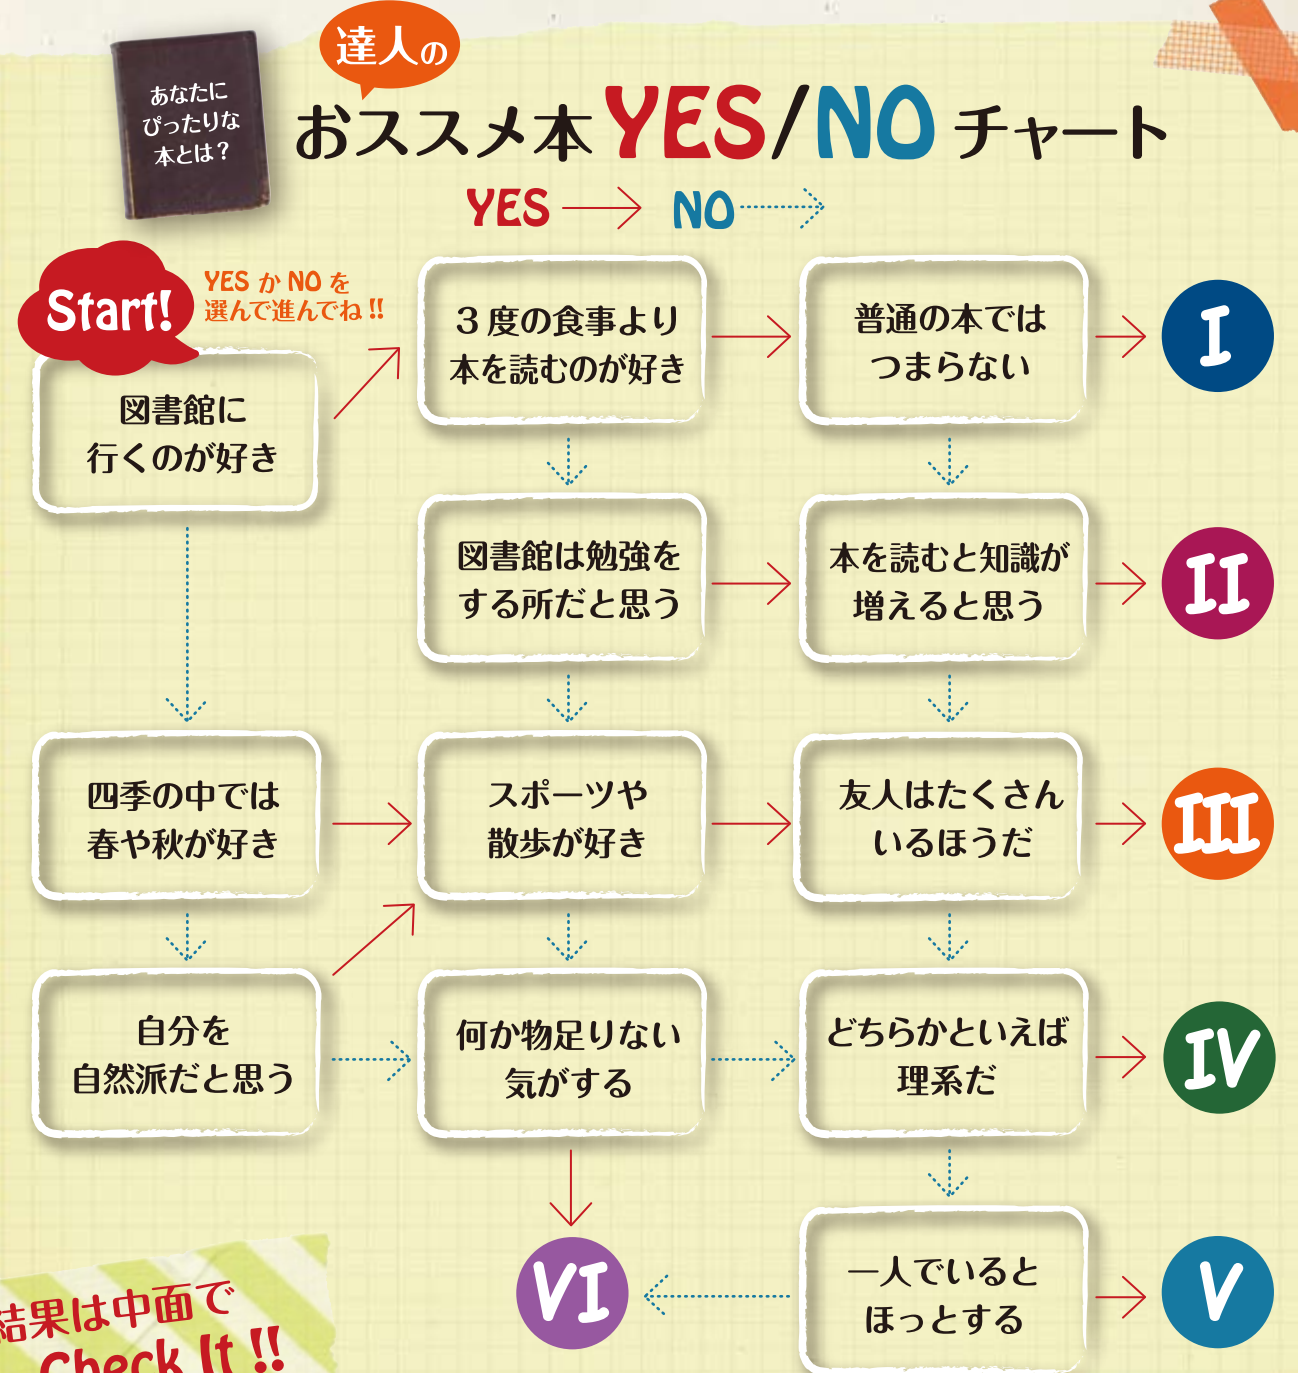 達人の
あなたに
ぴったりな
本とは？
おススメ本 YES/NO チャート
YES NO
Start!
YES か NO を
選んで進んでね !!
図書館に
行くのが好き
3 度の食事より
本を読むのが好き
普通の本では
つまらない
I
図書館は勉強を
する所だと思う
本を読むと知識が
増えると思う
II
四季の中では
春や秋が好き
スポーツや
散歩が好き
友人はたくさん
いるほうだ
III
自分を
自然派だと思う
何か物足りない
気がする
どちらかといえば
理系だ
IV
VI
一人でいると
ほっとする
V
結果は中面で
Check It !!